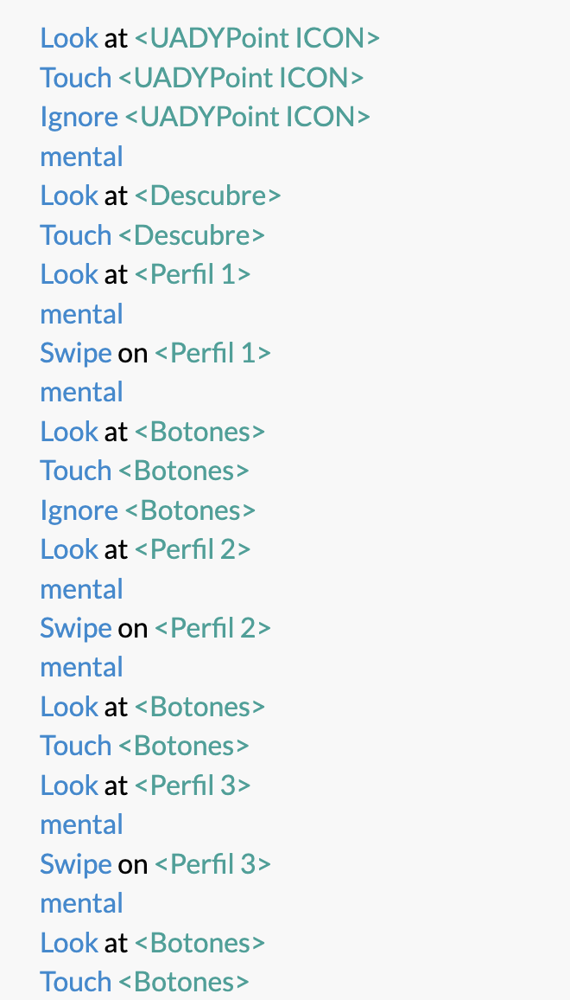 Look at <UADYPoint ICON>
Touch <UADYPoint ICON>
Ignore <UADYPoint ICON>
mental
Look at <Descubre>
Touch <Descubre>
Look at <Perfil 1>
mental
Swipe on <Perfil 1>
mental
Look at <Botones>
Touch <Botones>
Ignore <Botones>
Look at <Perfil 2>
mental
Swipe on <Perfil 2>
mental
Look at <Botones>
Touch <Botones>
Look at <Perfil 3>
mental
Swipe on <Perfil 3>
mental
Look at <Botones>
Touch <Botones>